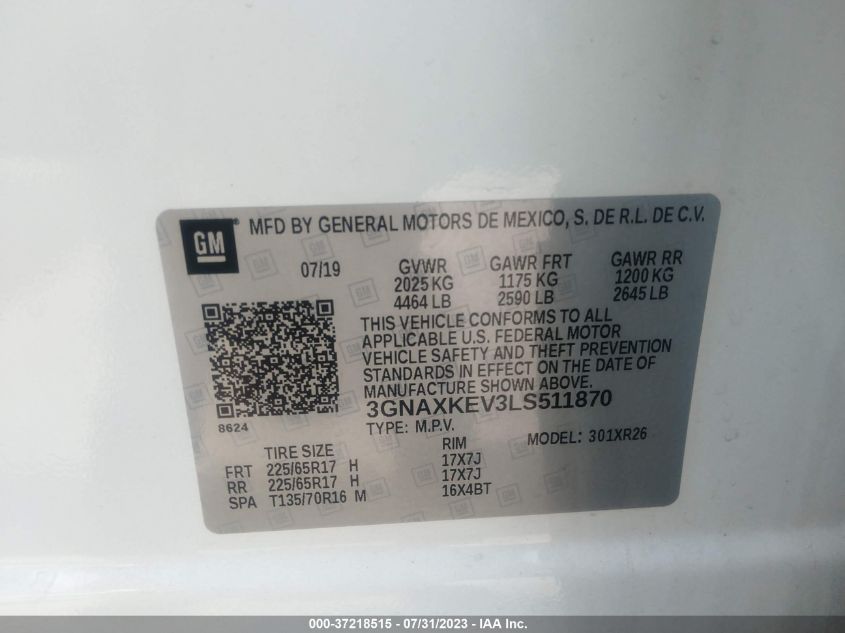 GM® MFD BY GENERAL MOTORS DE MEXICO, S. DE R.L. DE C.V.
07/19 GVWR GAWR FRT GAWR RR
2025 KG 1175 KG 1200 KG
4464 LB 2590 LB 2645 LB
THIS VEHICLE CONFORMS TO ALL
APPLICABLE U.S. FEDERAL MOTOR
VEHICLE SAFETY AND THEFT PREVENTION
STANDARDS IN EFFECT ON THE DATE OF
MANUFACTURE SHOWN ABOVE.
3GNAXKEV3LS511870
8624
TYPE: M.P.V. MODEL: 301XR26
TIRE SIZE RIM
FRT 225/65R17 H 17X7J
RR 225/65R17 H 17X7J
SPA T135/70R16 M 16X4BT
000-37218515 - 07/31/2023 - © IAA